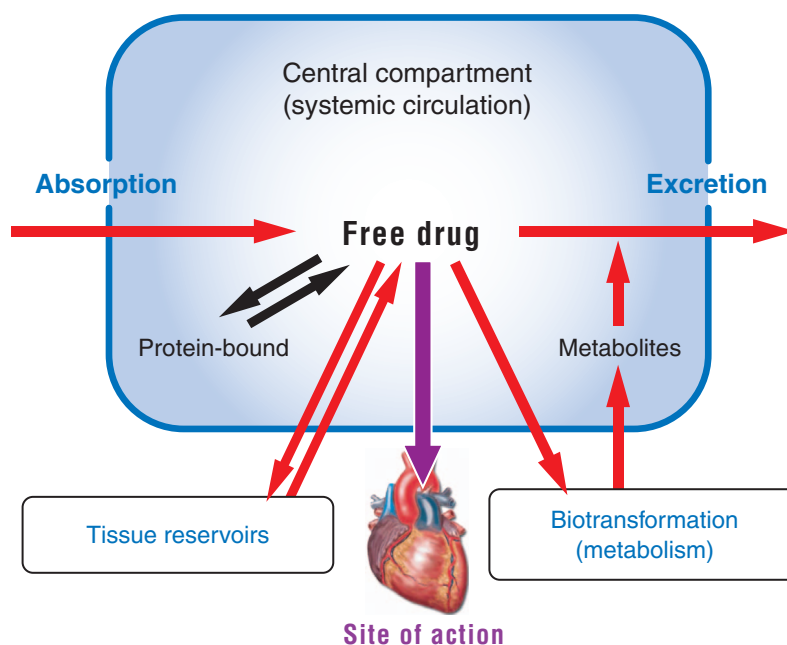 Central compartment
(systemic circulation)
Absorption
Excretion
Free drug
Protein-bound
Metabolites
Tissue reservoirs
Biotransformation
(metabolism)
Site of action